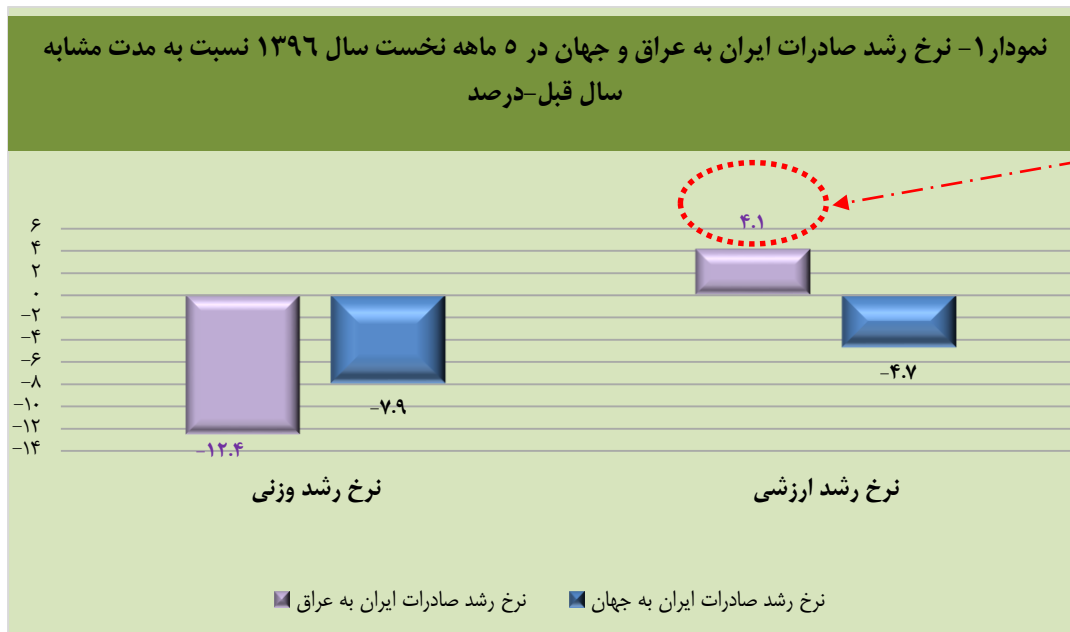 نمودار۱- نرخ رشد صادرات ایران به عراق و جهان در ۵ ماهه نخست سال ۱۳۹۶ نسبت به مدت مشابه
سال قبل-درصد
۶
۴
۲
۰
-۲
-۴
-۶
-۸
-۱۰
-۱۲
-۱۴
۴.۱
-۴.۷
-۷.۹
-۱۲.۴
نرخ رشد ارزشی
نرخ رشد وزنی
نرخ رشد صادرات ایران به جهان
نرخ رشد صادرات ایران به عراق